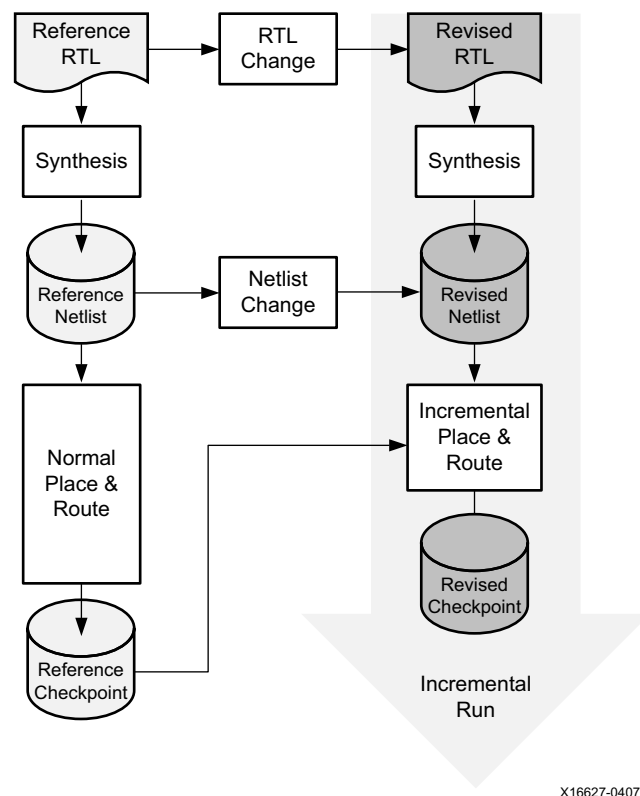 Reference
RTL
RTL
Change
Revised
RTL
Synthesis
Synthesis
Reference
Netlist
Netlist
Change
Revised
Netlist
Normal
Place &
Route
Incremental
Place &
Route
Revised
Checkpoint
Reference
Checkpoint
Incremental
Run
X16627-0407